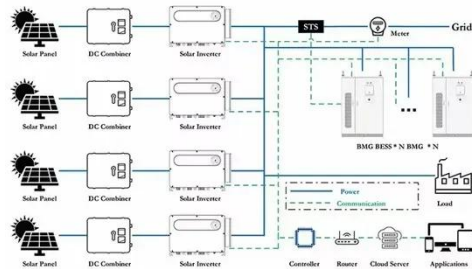 STS
Meter
Grid
Solar Panel DC Combiner Solar Inverter
Solar Panel DC Combiner Solar Inverter
BMG BESS * N BMG * N
Solar Panel DC Combiner Solar Inverter
Power
Communication
Load
Solar Panel DC Combiner Solar Inverter
Controller Router Cloud Server Applications